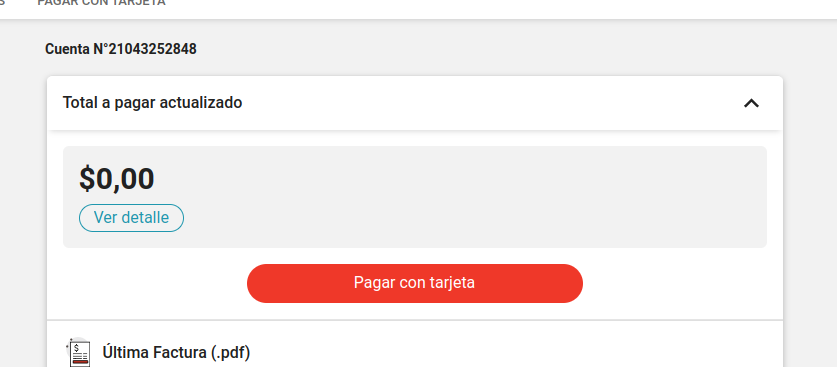 PAGAR CON TARJETA
Cuenta N°21043252848
Total a pagar actualizado
$0,00
Ver detalle
Pagar con tarjeta
Última Factura (.pdf)